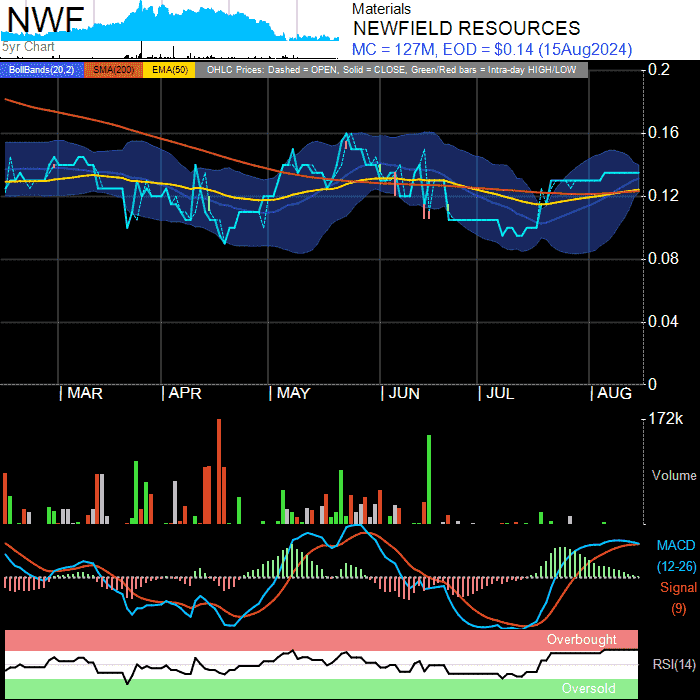 NWF
5yr Chart
Materials
NEWFIELD RESOURCES
MC = 127M, EOD = $0.14 (15Aug2024)
BollBands(20,2) SMA(200) EMA(50) OHLC Prices: Dashed = OPEN, Solid = CLOSE, Green/Red bars = Intra-day HIGH/LOW
0.2
0.16
0.12
0.08
0.04
0
MAR APR MAY JUN JUL AUG
172k
Volume
MACD
(12-26)
Signal
(9)
Overbought
RSI(14)
Oversold